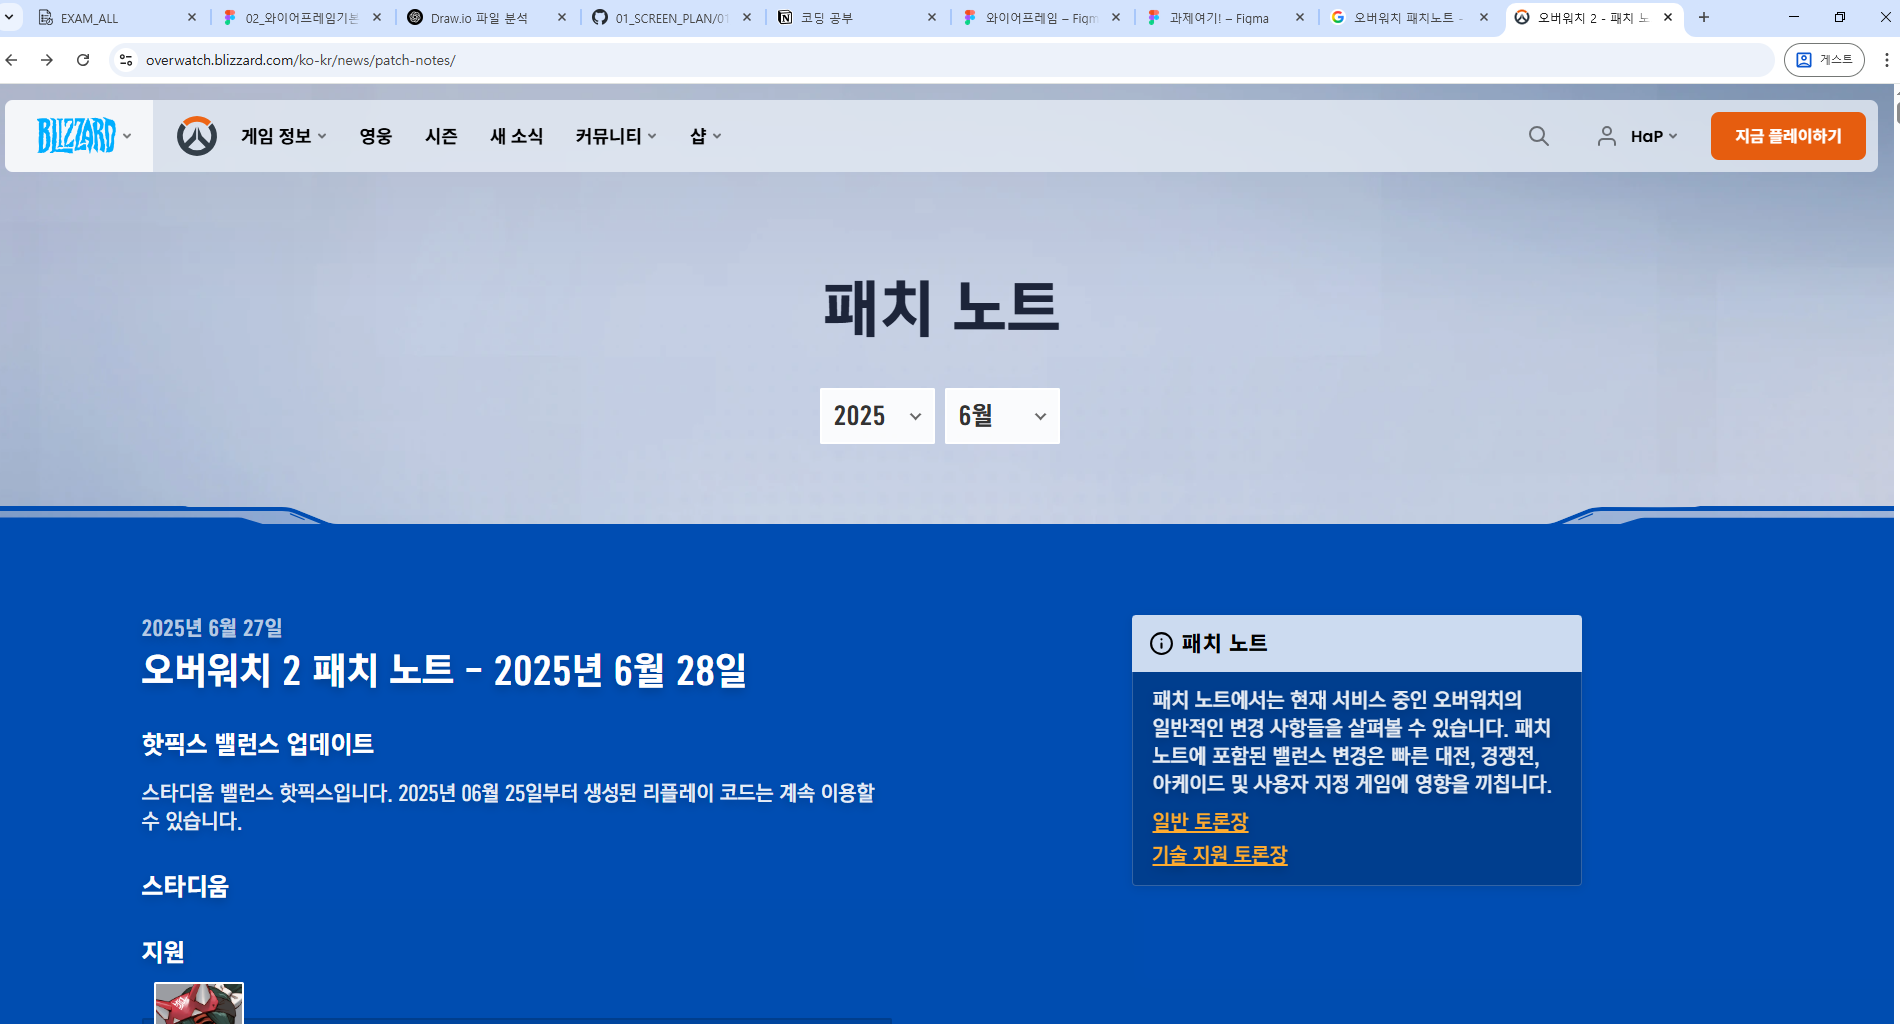 EXAM_ALL
02_와이어프레임기본
Draw.io 파일 분석
01_SCREEN_PLAN/01
코딩 공부
와이어프레임 – Figm
과제여기! – Figma
오버워치 패치노트 -
오버워치 2 - 패치 노
overwatch.blizzard.com/ko-kr/news/patch-notes/
게스트
BLIZZARD
게임 정보
영웅
시즌
새 소식
커뮤니티
샵
HaP
지금 플레이하기
패치 노트
2025
6월
2025년 6월 27일
오버워치 2 패치 노트 – 2025년 6월 28일
핫픽스 밸런스 업데이트
스타디움 밸런스 핫픽스입니다. 2025년 06월 25일부터 생성된 리플레이 코드는 계속 이용할
수 있습니다.
스타디움
지원
패치 노트
패치 노트에서는 현재 서비스 중인 오버워치의
일반적인 변경 사항들을 살펴볼 수 있습니다. 패치
노트에 포함된 밸런스 변경은 빠른 대전, 경쟁전,
아케이드 및 사용자 지정 게임에 영향을 끼칩니다.
일반 토론장
기술 지원 토론장